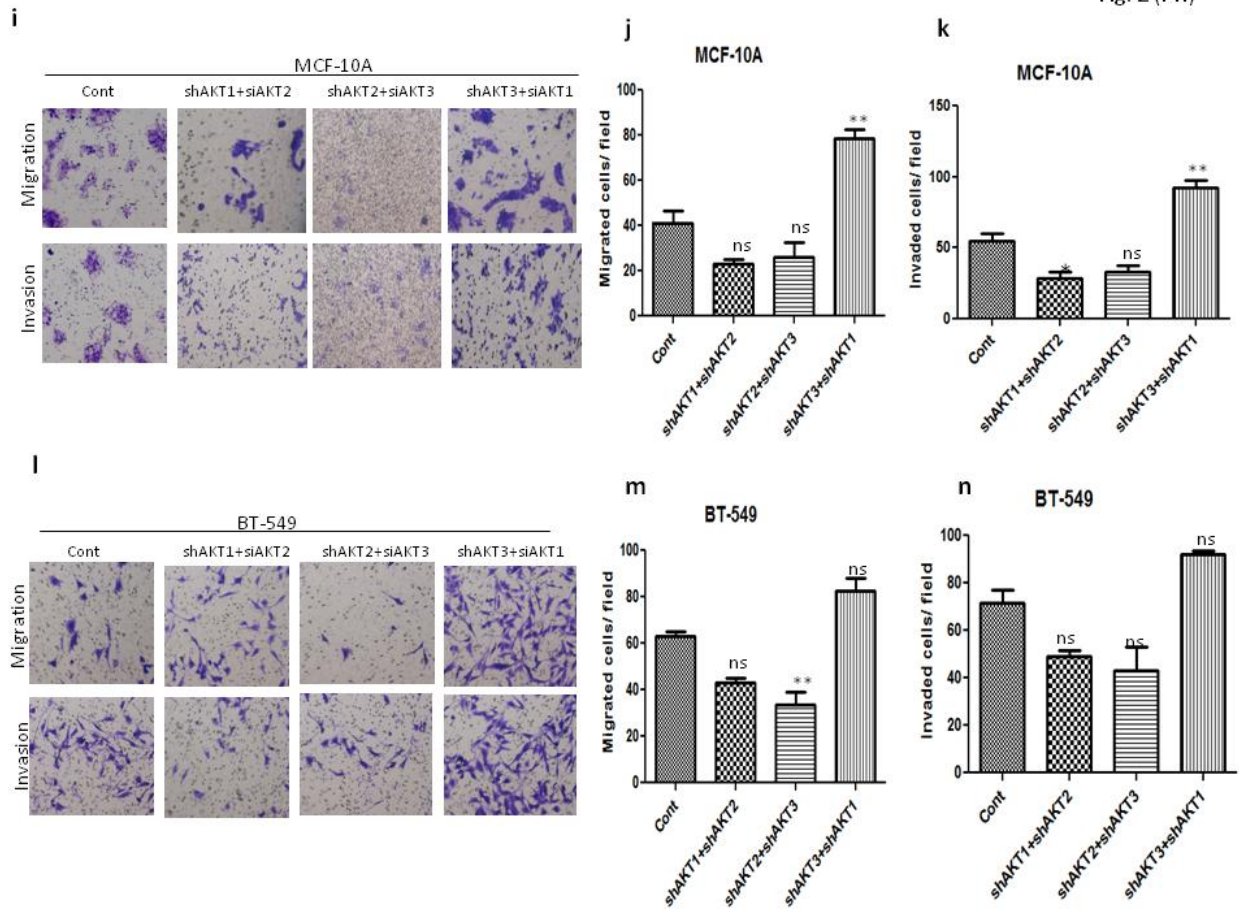 i
MCF-10A
Cont shAKT1+siAKT2 shAKT2+siAKT3 shAKT3+siAKT1
Migration
Invasion
j
MCF-10A
Migrated cells/ field
100
80
60
40
20
0
ns
ns
**
Cont
shAKT1+shAKT2
shAKT2+shAKT3
shAKT3+shAKT1
k
MCF-10A
Invaded cells/ field
150
100
50
0
*
ns
**
Cont
shAKT1+shAKT2
shAKT2+shAKT3
shAKT3+shAKT1
l
BT-549
Cont shAKT1+siAKT2 shAKT2+siAKT3 shAKT3+siAKT1
Migration
Invasion
m
BT-549
Migrated cells/ field
100
80
60
40
20
0
ns
**
ns
Cont
shAKT1+shAKT2
shAKT2+shAKT3
shAKT3+shAKT1
n
BT-549
Invaded cells/ field
100
80
60
40
20
0
ns
ns
ns
Cont
shAKT1+shAKT2
shAKT2+shAKT3
shAKT3+shAKT1